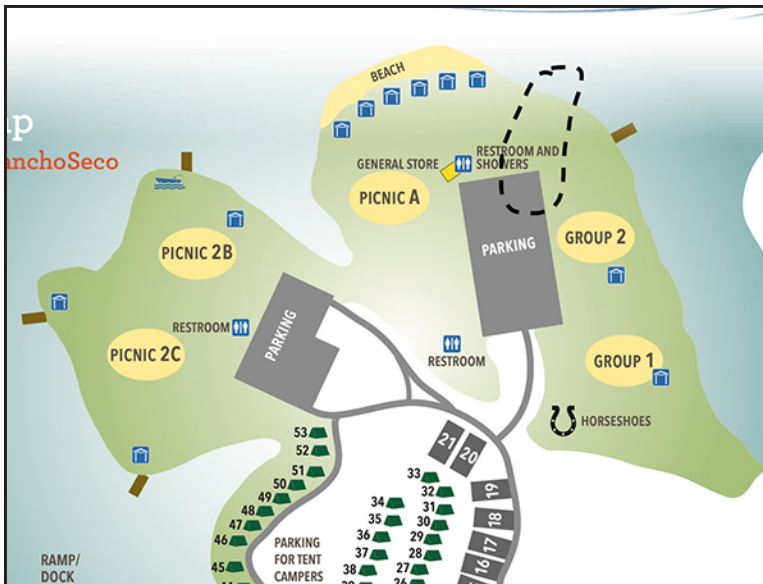 BEACH
ap
anchoSeco
GENERAL STORE
RESTROOM AND
SHOWERS
PICNIC A
PARKING
GROUP 2
PICNIC 2B
RESTROOM
PARKING
PICNIC 2C
RESTROOM
GROUP 1
HORSESHOES
53
52
51
50
49
48
47
46
45
21
20
19
18
17
16
33
32
31
30
29
28
27
26
34
35
36
37
38
PARKING
FOR TENT
CAMPERS
RAMP/
DOCK